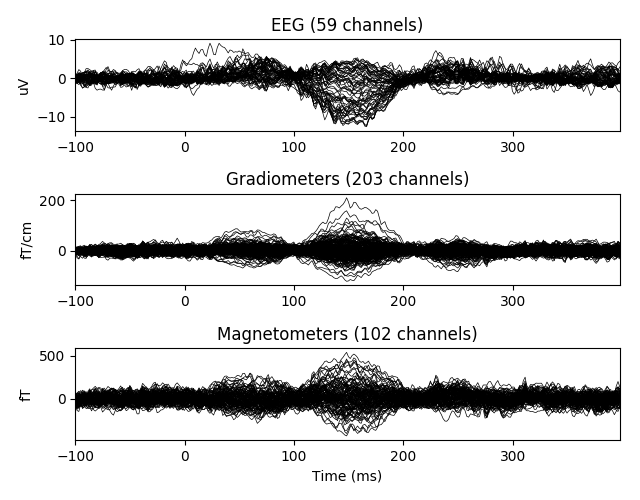 EEG (59 channels)
10
0
−10
uV
−100 0 100 200 300
Gradiometers (203 channels)
200
0
fT/cm
−100 0 100 200 300
Magnetometers (102 channels)
500
0
fT
−100 0 100 200 300
Time (ms)